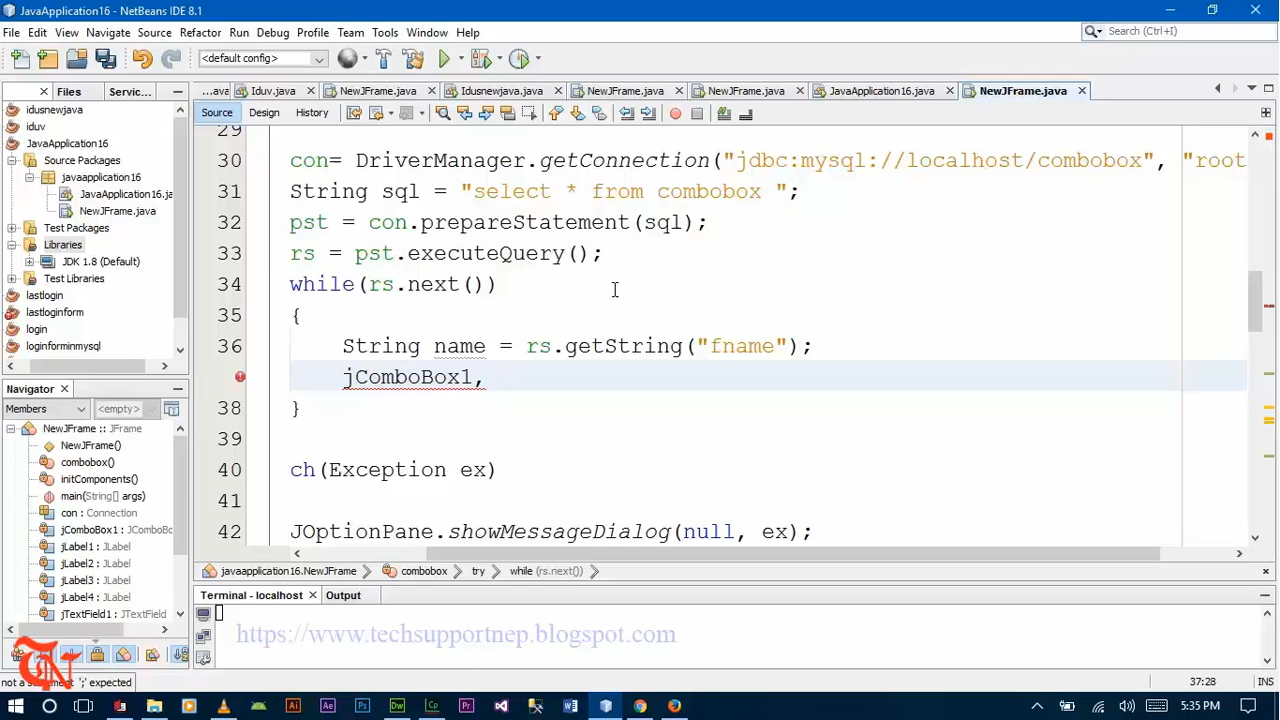 JavaApplication16 - NetBeans IDE 8.1
File Edit View Navigate Source Refactor Run Debug Profile Team Tools Window Help
Search (Ctrl+I)
<default config>
Files Servic...
...ava Iduv.java NewJFrame.java Idusnewjava.java NewJFrame.java NewJFrame.java JavaApplication16.java NewJFrame.java
Source Design History
idusnewjava
iduv
JavaApplication16
Source Packages
javaapplication16
JavaApplication16.ja
NewJFrame.java
Test Packages
Libraries
JDK 1.8 (Default)
Test Libraries
lastlogin
lastloginform
login
loginforminmysql
Navigator
Members <empty>
NewJFrame :: JFrame
NewJFrame()
combobox()
initComponents()
main(String[] args)
con : Connection
jComboBox1 : JComboBo
jLabel1 : JLabel
jLabel2 : JLabel
jLabel3 : JLabel
jLabel4 : JLabel
jTextField1 : JTextField
29
30 con= DriverManager.getConnection("jdbc:mysql://localhost/combobox", "root
31 String sql = "select * from combobox ";
32 pst = con.prepareStatement(sql);
33 rs = pst.executeQuery();
34 while(rs.next())
35 {
36 String name = rs.getString("fname");
jComboBox1,
38 }
39
40 ch(Exception ex)
41
42 JOptionPane.showMessageDialog(null, ex);
javaapplication16.NewJFrame combobox try while (rs.next())
Terminal - localhost Output
https://www.techsupportnep.blogspot.com
not a statement ';' expected
37:28 INS
5:35 PM